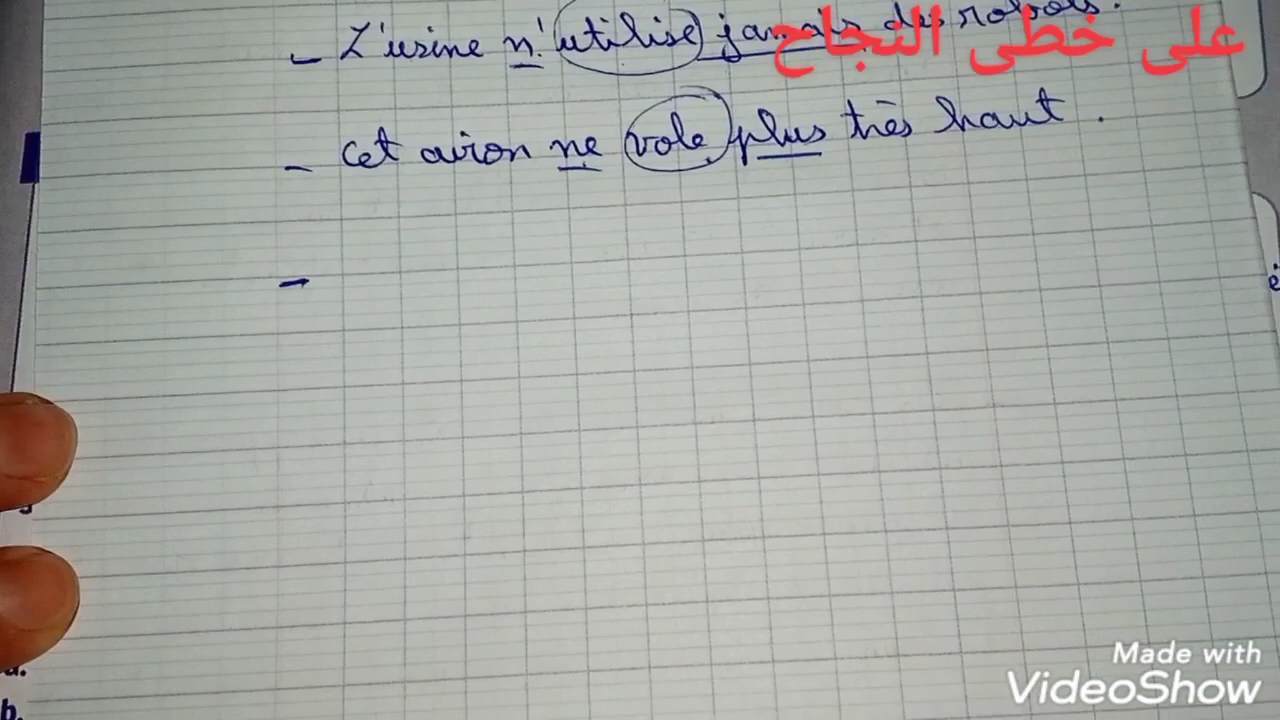 - L'usine n'utilise jamais des robots.
على خطى النجاح
- Cet avion ne vole plus très haut.
-
é
a.
b.
Made with
VideoShow